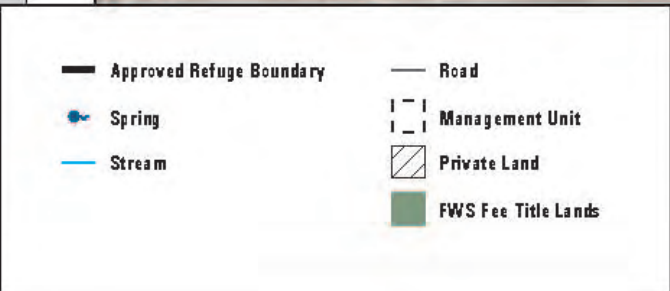 Approved Refuge Boundary
Spring
Stream
Road
Management Unit
Private Land
FWS Fee Title Lands